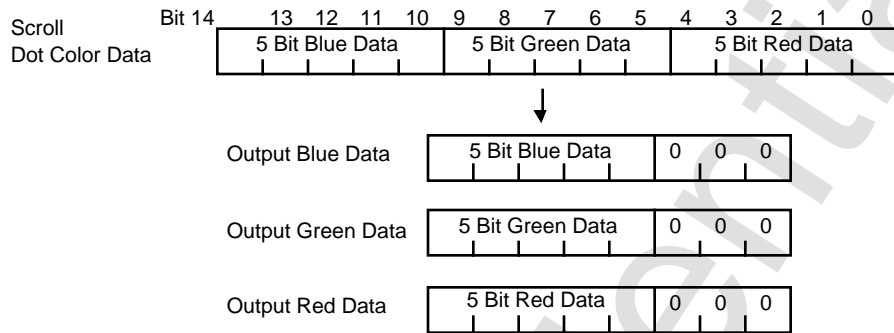 Scroll
Dot Color Data
Bit 14 13 12 11 10 9 8 7 6 5 4 3 2 1 0
5 Bit Blue Data 5 Bit Green Data 5 Bit Red Data
Output Blue Data 5 Bit Blue Data 0 0 0
Output Green Data 5 Bit Green Data 0 0 0
Output Red Data 5 Bit Red Data 0 0 0